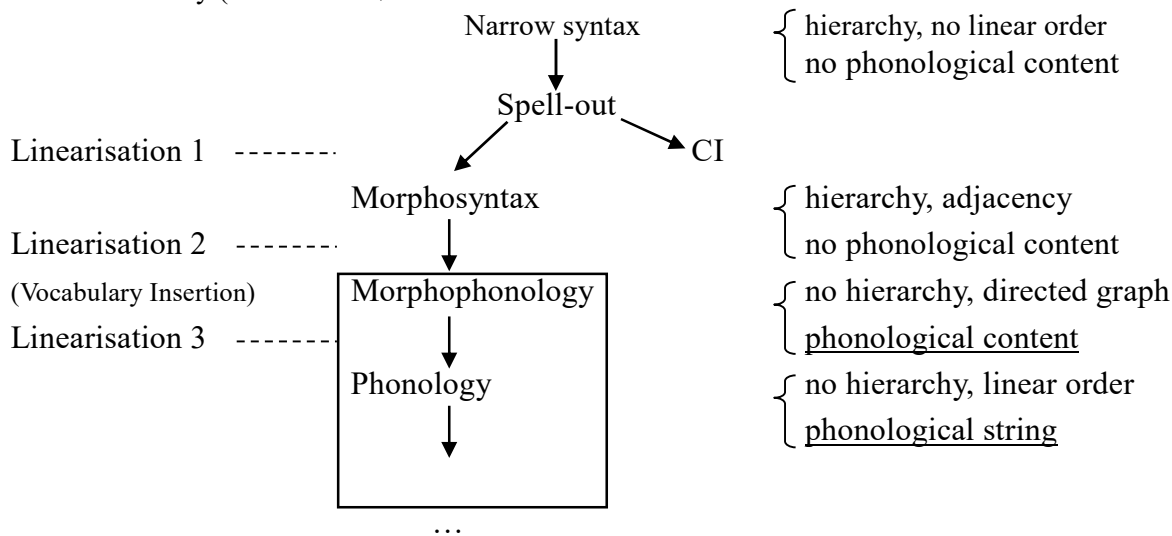 Narrow syntax
hierarchy, no linear order
no phonological content
Spell-out
Linearisation 1
CI
Morphosyntax
hierarchy, adjacency
no phonological content
Linearisation 2
(Vocabulary Insertion)
Morphophonology
no hierarchy, directed graph
phonological content
Linearisation 3
Phonology
no hierarchy, linear order
phonological string
…